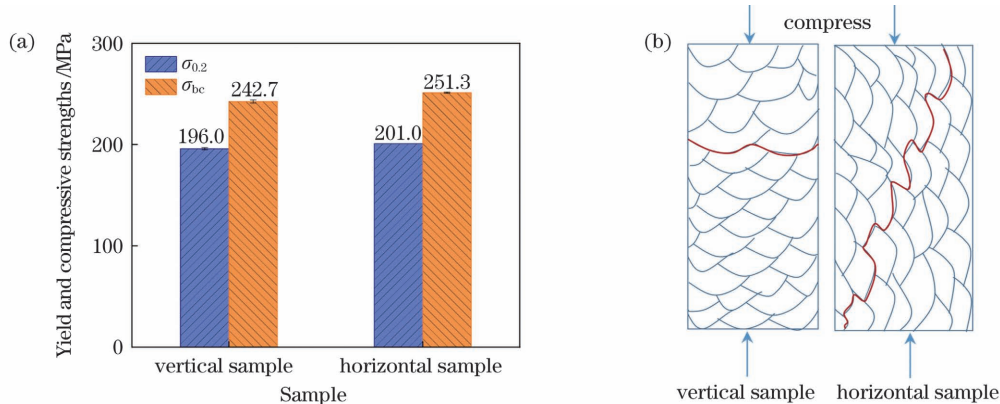 (a)
Yield and compressive strengths /MPa
300
200
100
0
σ0.2
σbc
196.0
242.7
201.0
251.3
vertical sample
horizontal sample
Sample
(b)
compress
vertical sample
horizontal sample